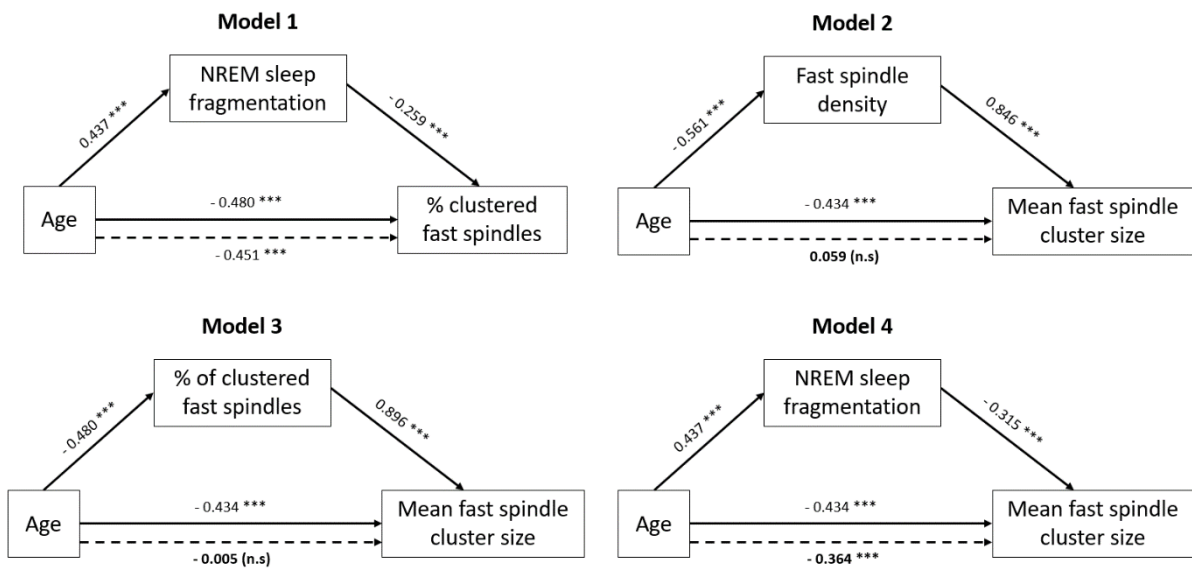 Model 1
NREM sleep
fragmentation
0.437 ***
- 0.259 ***
Age
- 0.480 ***
- 0.451 ***
% clustered
fast spindles
Model 2
Fast spindle
density
- 0.561 ***
0.846 ***
Age
- 0.434 ***
0.059 (n.s)
Mean fast spindle
cluster size
Model 3
% of clustered
fast spindles
- 0.480 ***
0.896 ***
Age
- 0.434 ***
- 0.005 (n.s)
Mean fast spindle
cluster size
Model 4
NREM sleep
fragmentation
0.437 ***
- 0.315 ***
Age
- 0.434 ***
- 0.364 ***
Mean fast spindle
cluster size